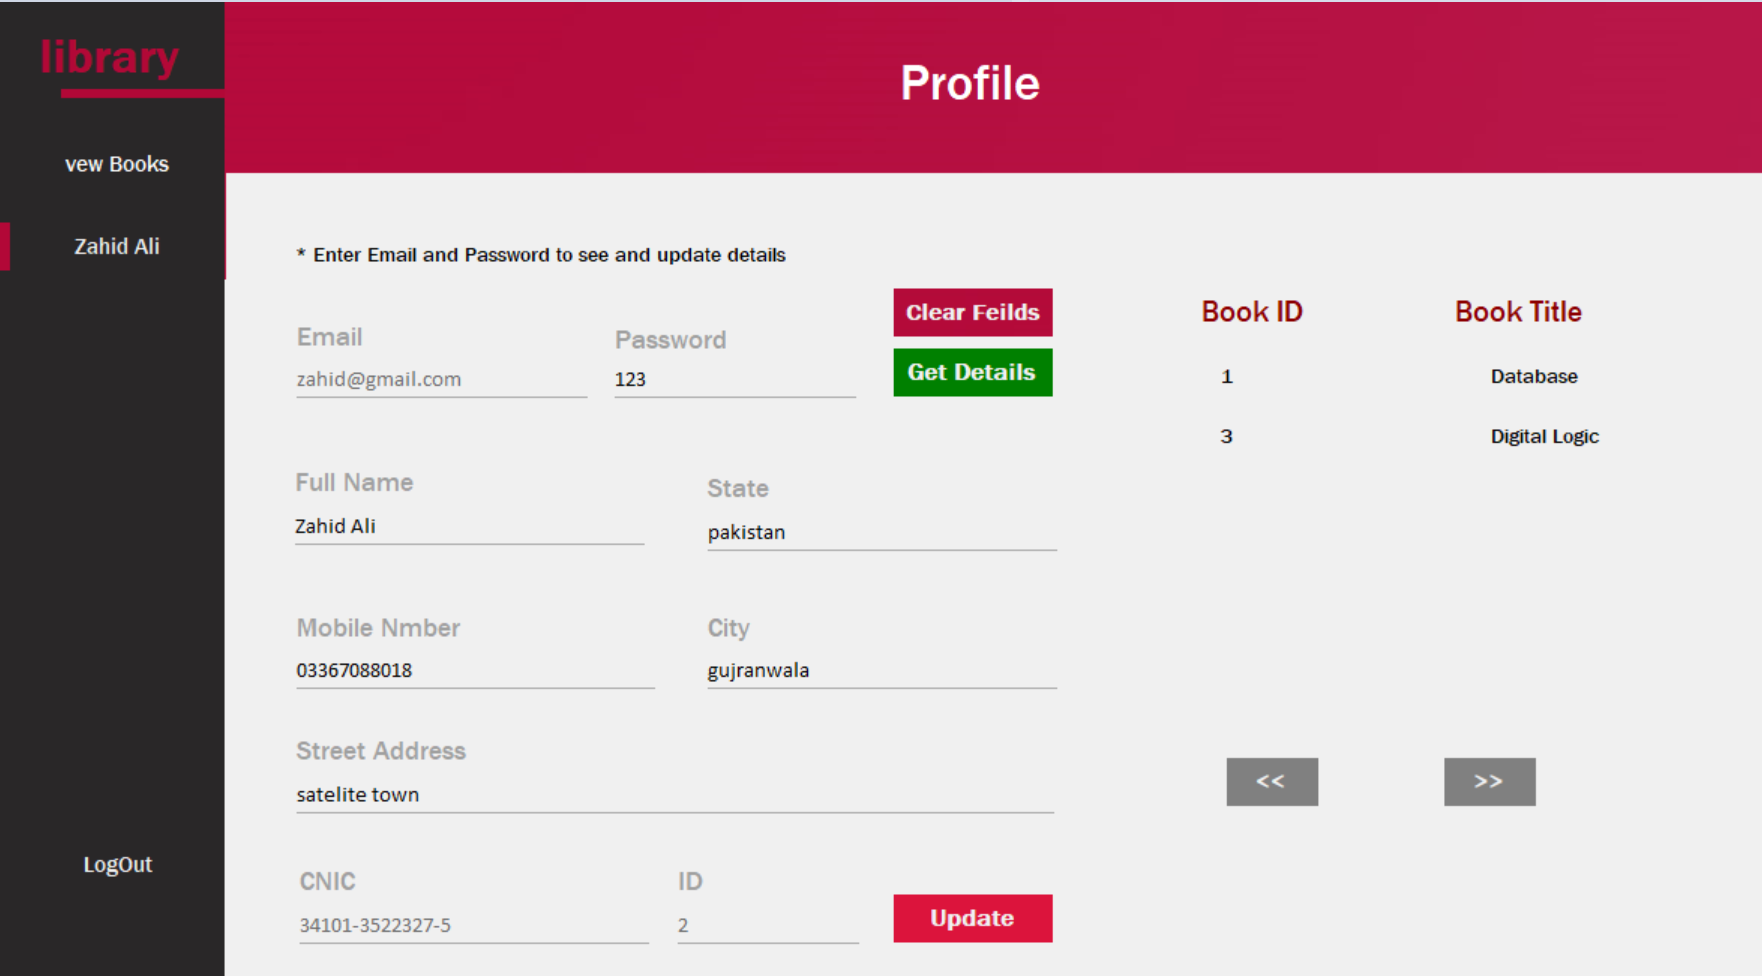 library
Profile
vew Books
Zahid Ali
* Enter Email and Password to see and update details
Clear Feilds
Book ID Book Title
Email Password
Get Details
zahid@gmail.com 123
1 Database
3 Digital Logic
Full Name State
Zahid Ali pakistan
Mobile Nmber City
03367088018 gujranwala
Street Address
satelite town
<< >>
LogOut
CNIC ID
34101-3522327-5 2
Update